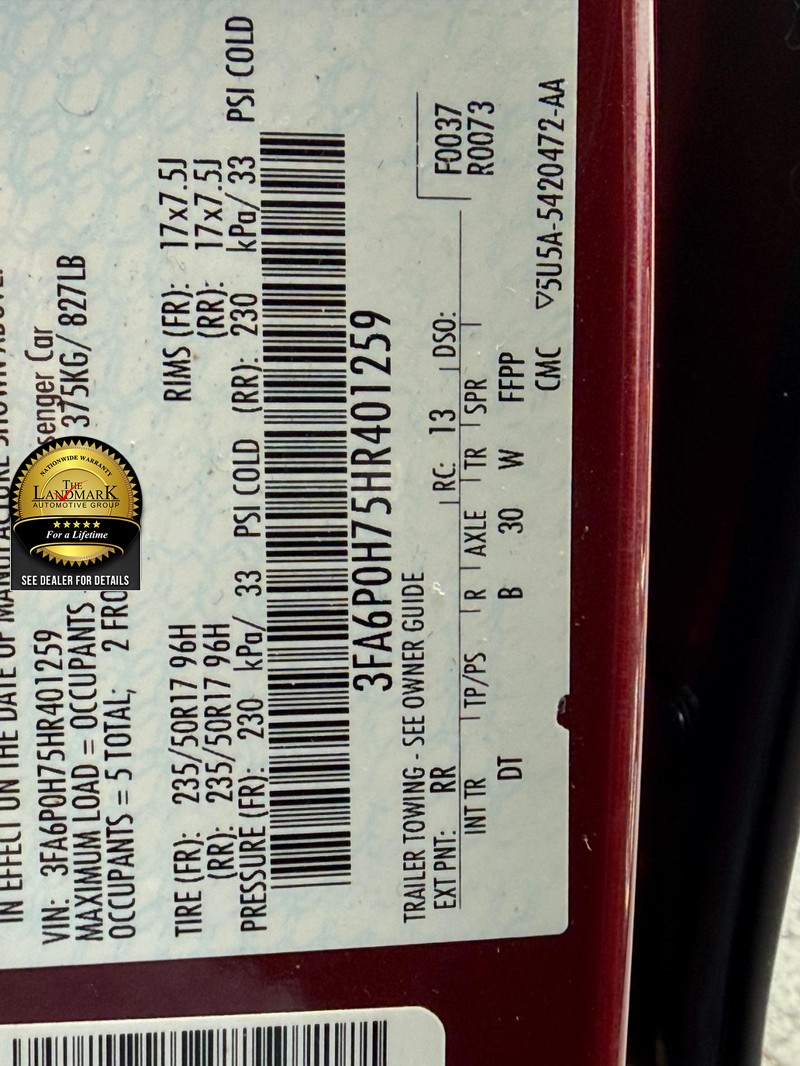 IN EFFECT ON THE DATE OF MANUFACTURE SHOWN ABOVE.
VIN: 3FA6P0H75HR401259
senger Car
MAXIMUM LOAD = OCCUPANTS 375KG/ 827LB
OCCUPANTS = 5 TOTAL; 2 FRO
TIRE (FR): 235/50R17 96H RIMS (FR): 17x7.5J
(RR): 235/50R17 96H (RR): 17x7.5J
PRESSURE (FR): 230 kPa/ 33 PSI COLD (RR): 230 kPa/ 33 PSI COLD
3FA6P0H75HR401259
F0037
R0073
TRAILER TOWING - SEE OWNER GUIDE
EXT PNT: RR RC: 13 DSO:
INT TR TP/PS R AXLE TR SPR
DT B 30 W FFPP
CMC ▽5U5A-5420472-AA
NATIONWIDE WARRANTY
THE
LANDMARK
AUTOMOTIVE GROUP
★★★★★
For a Lifetime
SEE DEALER FOR DETAILS